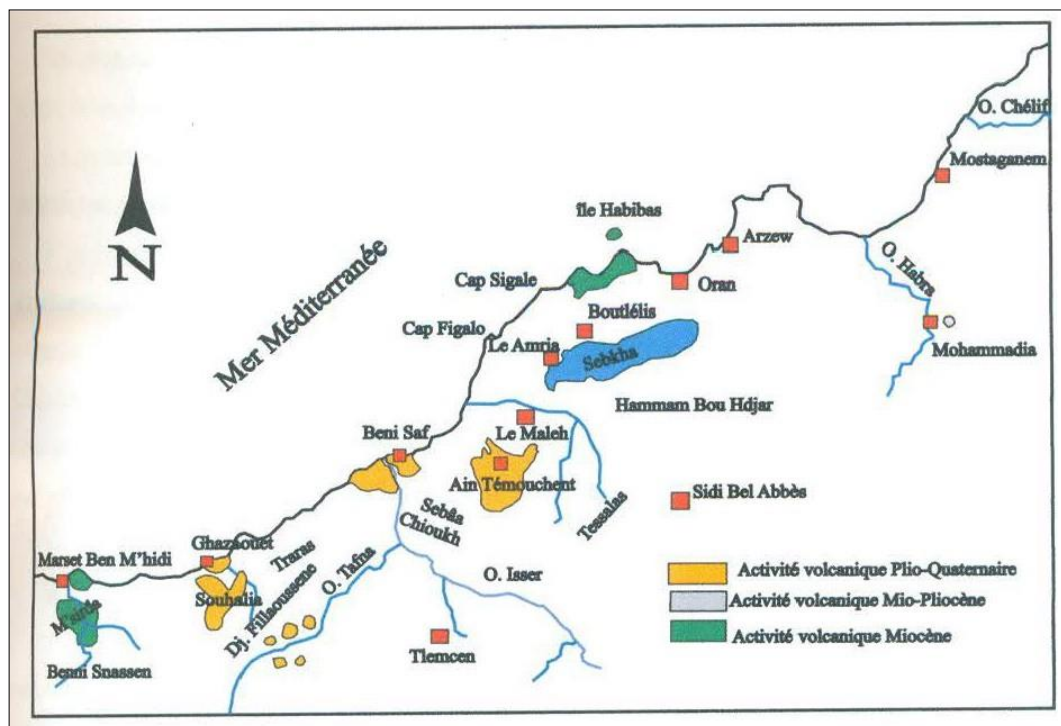 O. Chélif
Mostaganem
île Habibas
Arzew
O. Habra
Mer Méditerranée
N
Cap Sigale
Oran
Boutlélis
Cap Figalo
Le Amria
Sebkha
Mohammadia
Hammam Bou Hdjar
Beni Saf
Le Maleh
Ain Témouchent
Sidi Bel Abbès
Sebâa
Chioukh
Tessalas
Ghazaouet
Traras
Marset Ben M'hidi
O. Tafna
O. Isser
Activité volcanique Plio-Quaternaire
Souhalia
M'sirda
Dj. Fillaoussene
Activité volcanique Mio-Pliocène
Tlemcen
Activité volcanique Miocène
Benni Snassen